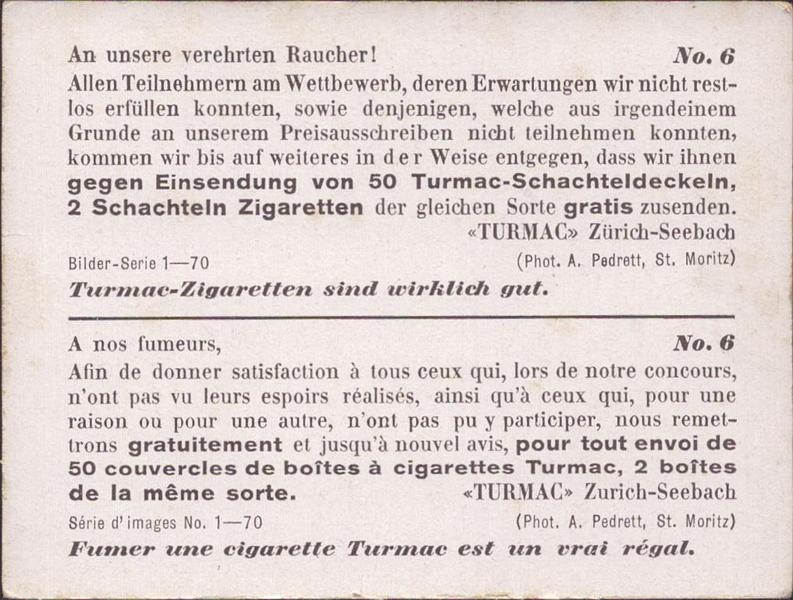 An unsere verehrten Raucher! No. 6
Allen Teilnehmern am Wettbewerb, deren Erwartungen wir nicht rest-
los erfüllen konnten, sowie denjenigen, welche aus irgendeinem
Grunde an unserem Preisausschreiben nicht teilnehmen konnten,
kommen wir bis auf weiteres in der Weise entgegen, dass wir ihnen
gegen Einsendung von 50 Turmac-Schachteldeckeln,
2 Schachteln Zigaretten der gleichen Sorte gratis zusenden.
«TURMAC» Zürich-Seebach
Bilder-Serie 1—70 (Phot. A. Pedrett, St. Moritz)
Turmac-Zigaretten sind wirklich gut.
A nos fumeurs, No. 6
Afin de donner satisfaction à tous ceux qui, lors de notre concours,
n'ont pas vu leurs espoirs réalisés, ainsi qu'à ceux qui, pour une
raison ou pour une autre, n'ont pas pu y participer, nous remet-
trons gratuitement et jusqu'à nouvel avis, pour tout envoi de
50 couvercles de boîtes à cigarettes Turmac, 2 boîtes
de la même sorte. «TURMAC» Zurich-Seebach
Série d'images No. 1—70 (Phot. A. Pedrett, St. Moritz)
Fumer une cigarette Turmac est un vrai régal.